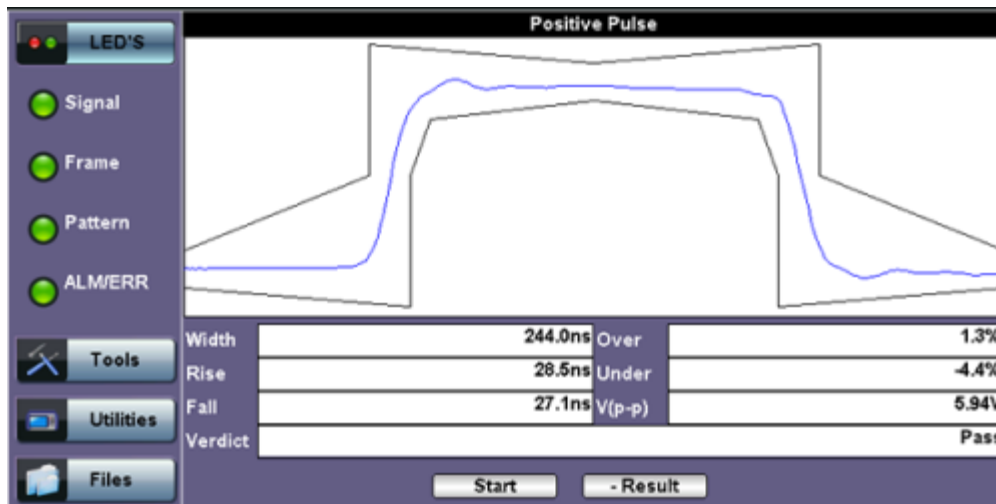 Positive Pulse
LED'S
Signal
Frame
Pattern
ALM/ERR
Tools
Utilities
Files
Width 244.0ns Over 1.3%
Rise 28.5ns Under -4.4%
Fall 27.1ns V(p-p) 5.94V
Verdict Pass
Start - Result